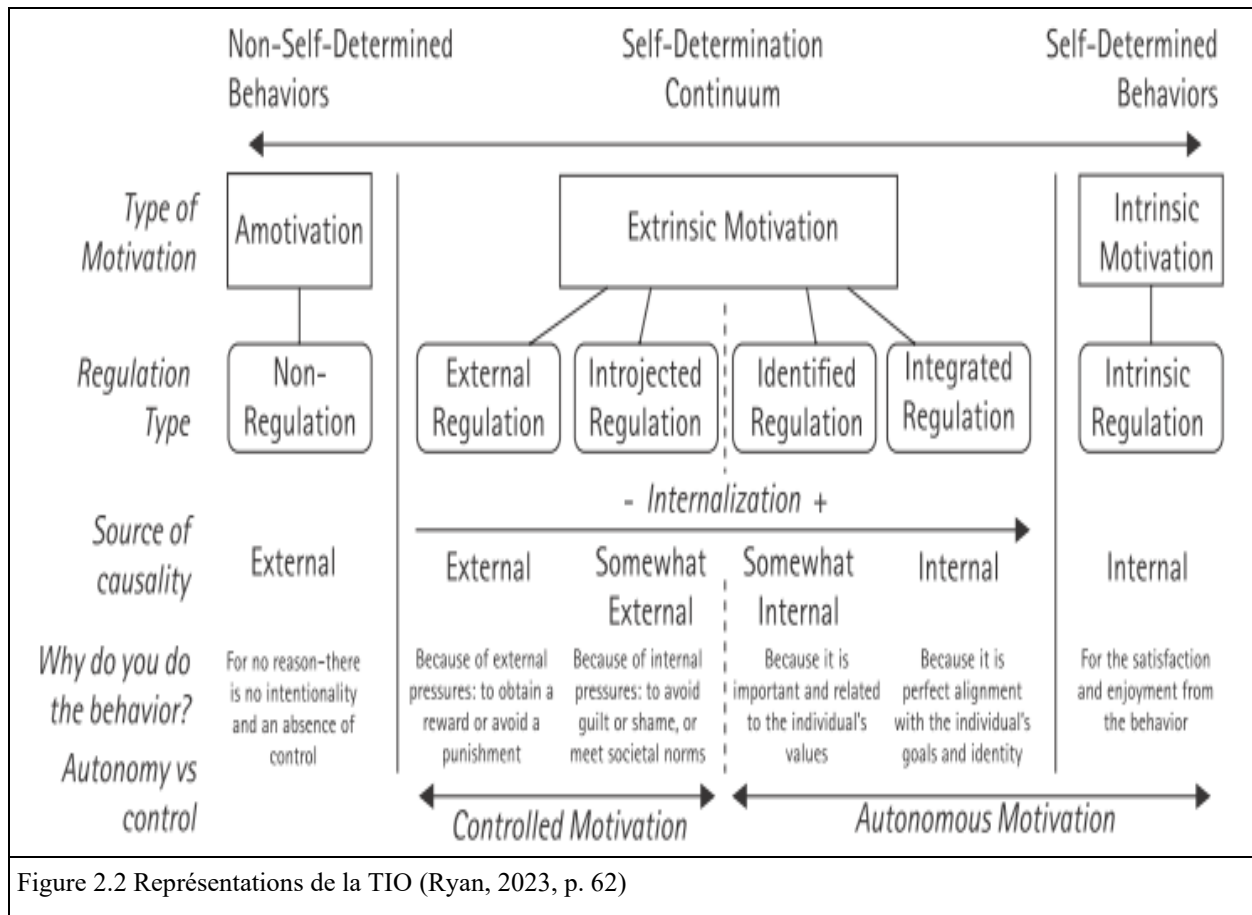 Non-Self-Determined
Behaviors
Self-Determination
Continuum
Self-Determined
Behaviors
Type of
Motivation
Amotivation
Extrinsic Motivation
Intrinsic
Motivation
Regulation
Type
Non-
Regulation
External
Regulation
Introjected
Regulation
Identified
Regulation
Integrated
Regulation
Intrinsic
Regulation
- Internalization +
Source of
causality
External
External
Somewhat
External
Somewhat
Internal
Internal
Internal
Why do you do
the behavior?
For no reason–there
is no intentionality
and an absence of
control
Because of external
pressures: to obtain a
reward or avoid a
punishment
Because of internal
pressures: to avoid
guilt or shame, or
meet societal norms
Because it is
important and related
to the individual's
values
Because it is
perfect alignment
with the individual's
goals and identity
For the satisfaction
and enjoyment from
the behavior
Autonomy vs
control
Controlled Motivation
Autonomous Motivation
Figure 2.2 Représentations de la TIO (Ryan, 2023, p. 62)